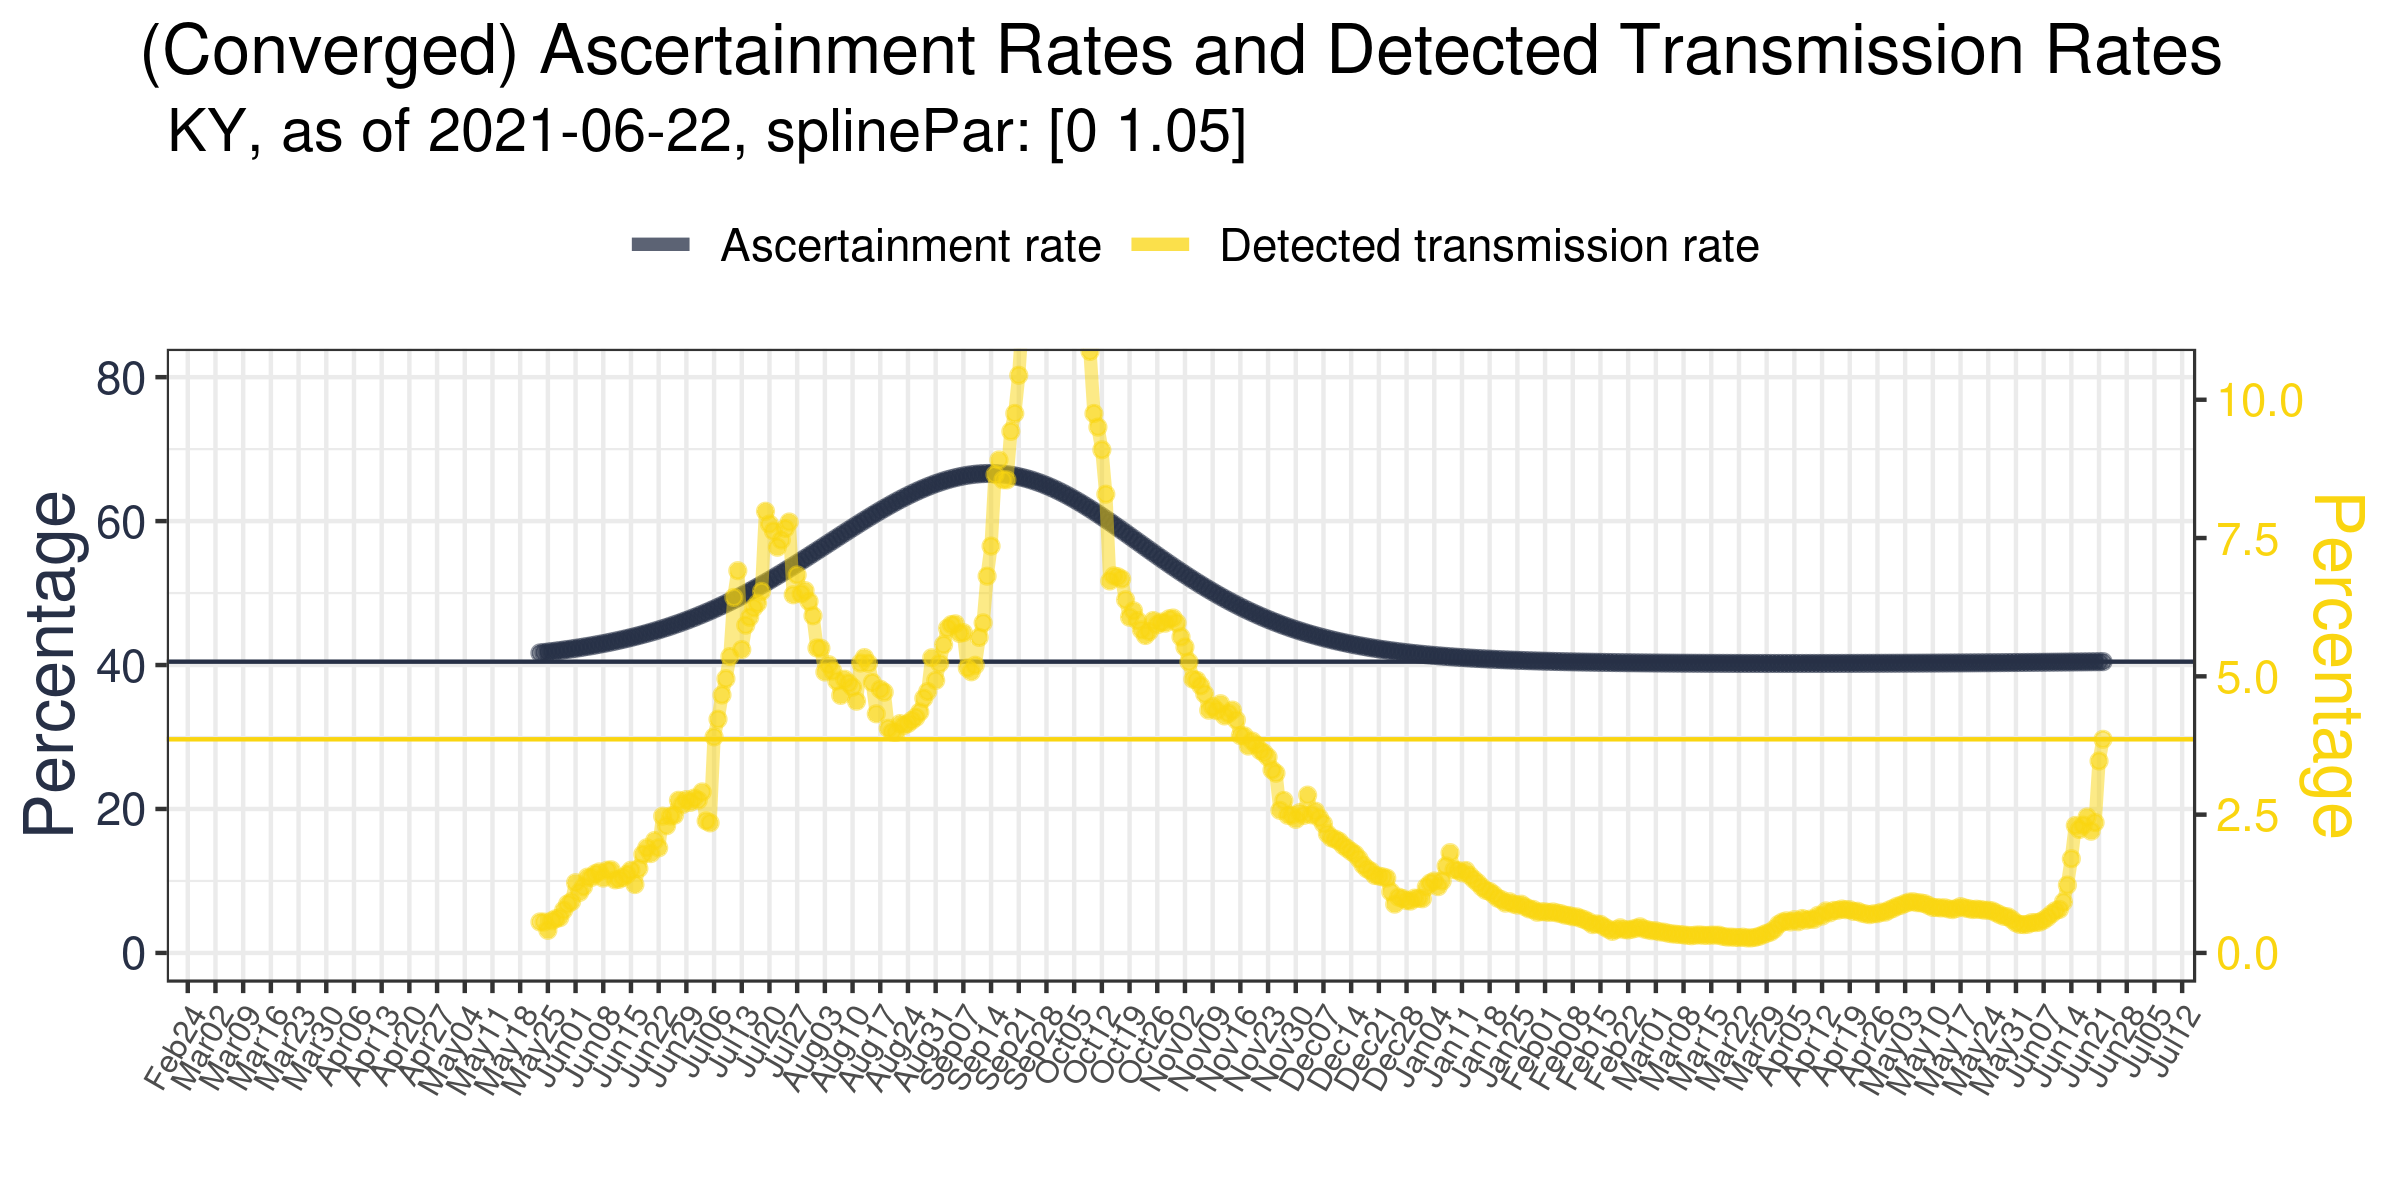 (Converged) Ascertainment Rates and Detected Transmission Rates
KY, as of 2021-06-22, splinePar: [0 1.05]
Ascertainment rate Detected transmission rate
Percentage
80
60
40
20
0
10.0
7.5
5.0
2.5
0.0
Percentage
Feb24 Mar02 Mar09 Mar16 Mar23 Mar30 Apr06 Apr13 Apr20 Apr27 May04 May11 May18 May25 Jun01 Jun08 Jun15 Jun22 Jun29 Jul06 Jul13 Jul20 Jul27 Aug03 Aug10 Aug17 Aug24 Aug31 Sep07 Sep14 Sep21 Sep28 Oct05 Oct12 Oct19 Oct26 Nov02 Nov09 Nov16 Nov23 Nov30 Dec07 Dec14 Dec21 Dec28 Jan04 Jan11 Jan18 Jan25 Feb01 Feb08 Feb15 Feb22 Mar01 Mar08 Mar15 Mar22 Mar29 Apr05 Apr12 Apr19 Apr26 May03 May10 May17 May24 May31 Jun07 Jun14 Jun21 Jun28 Jul05 Jul12